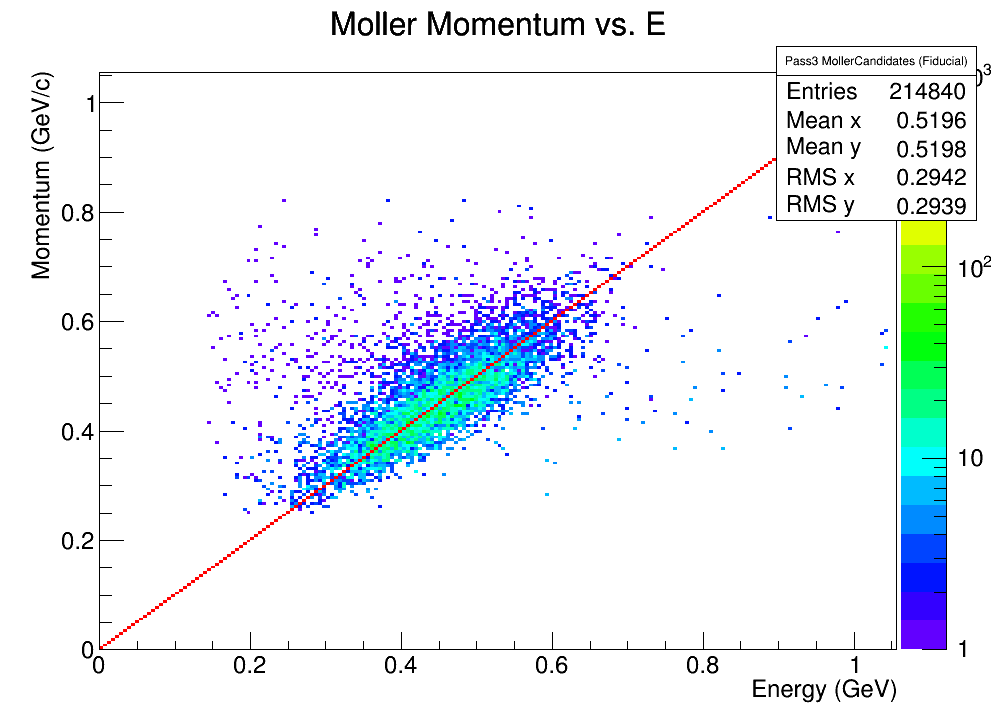 Moller Momentum vs. E
Pass3 MollerCandidates (Fiducial)
Entries 214840
Mean x 0.5196
Mean y 0.5198
RMS x 0.2942
RMS y 0.2939
Momentum (GeV/c)
1
0.8
0.6
0.4
0.2
0
0 0.2 0.4 0.6 0.8 1
Energy (GeV)
10²
10
1